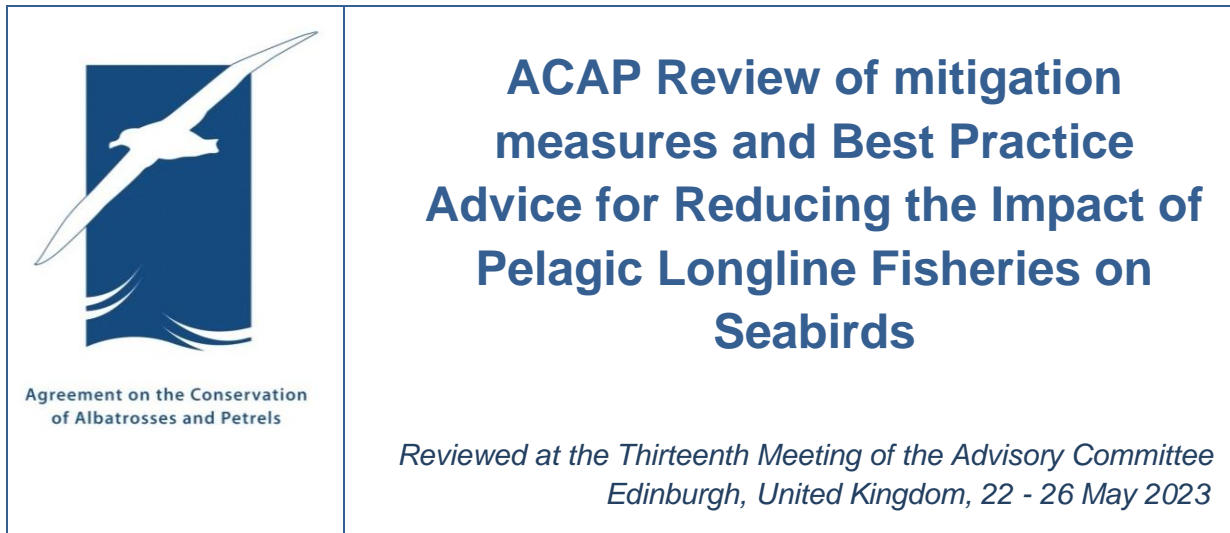 Agreement on the Conservation
of Albatrosses and Petrels
ACAP Review of mitigation
measures and Best Practice
Advice for Reducing the Impact of
Pelagic Longline Fisheries on
Seabirds
Reviewed at the Thirteenth Meeting of the Advisory Committee
Edinburgh, United Kingdom, 22 - 26 May 2023